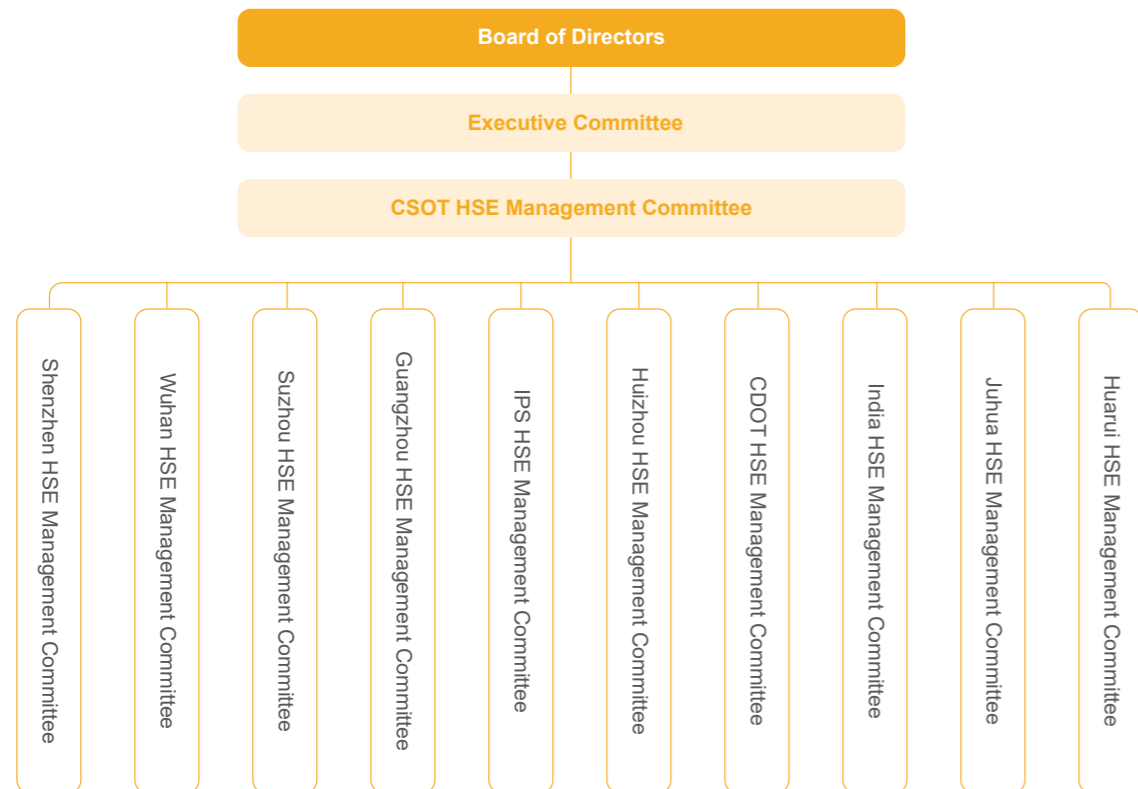 Board of Directors
Executive Committee
CSOT HSE Management Committee
Shenzhen HSE Management Committee
Wuhan HSE Management Committee
Suzhou HSE Management Committee
Guangzhou HSE Management Committee
IPS HSE Management Committee
Huizhou HSE Management Committee
CDOT HSE Management Committee
India HSE Management Committee
Juhua HSE Management Committee
Huarui HSE Management Committee